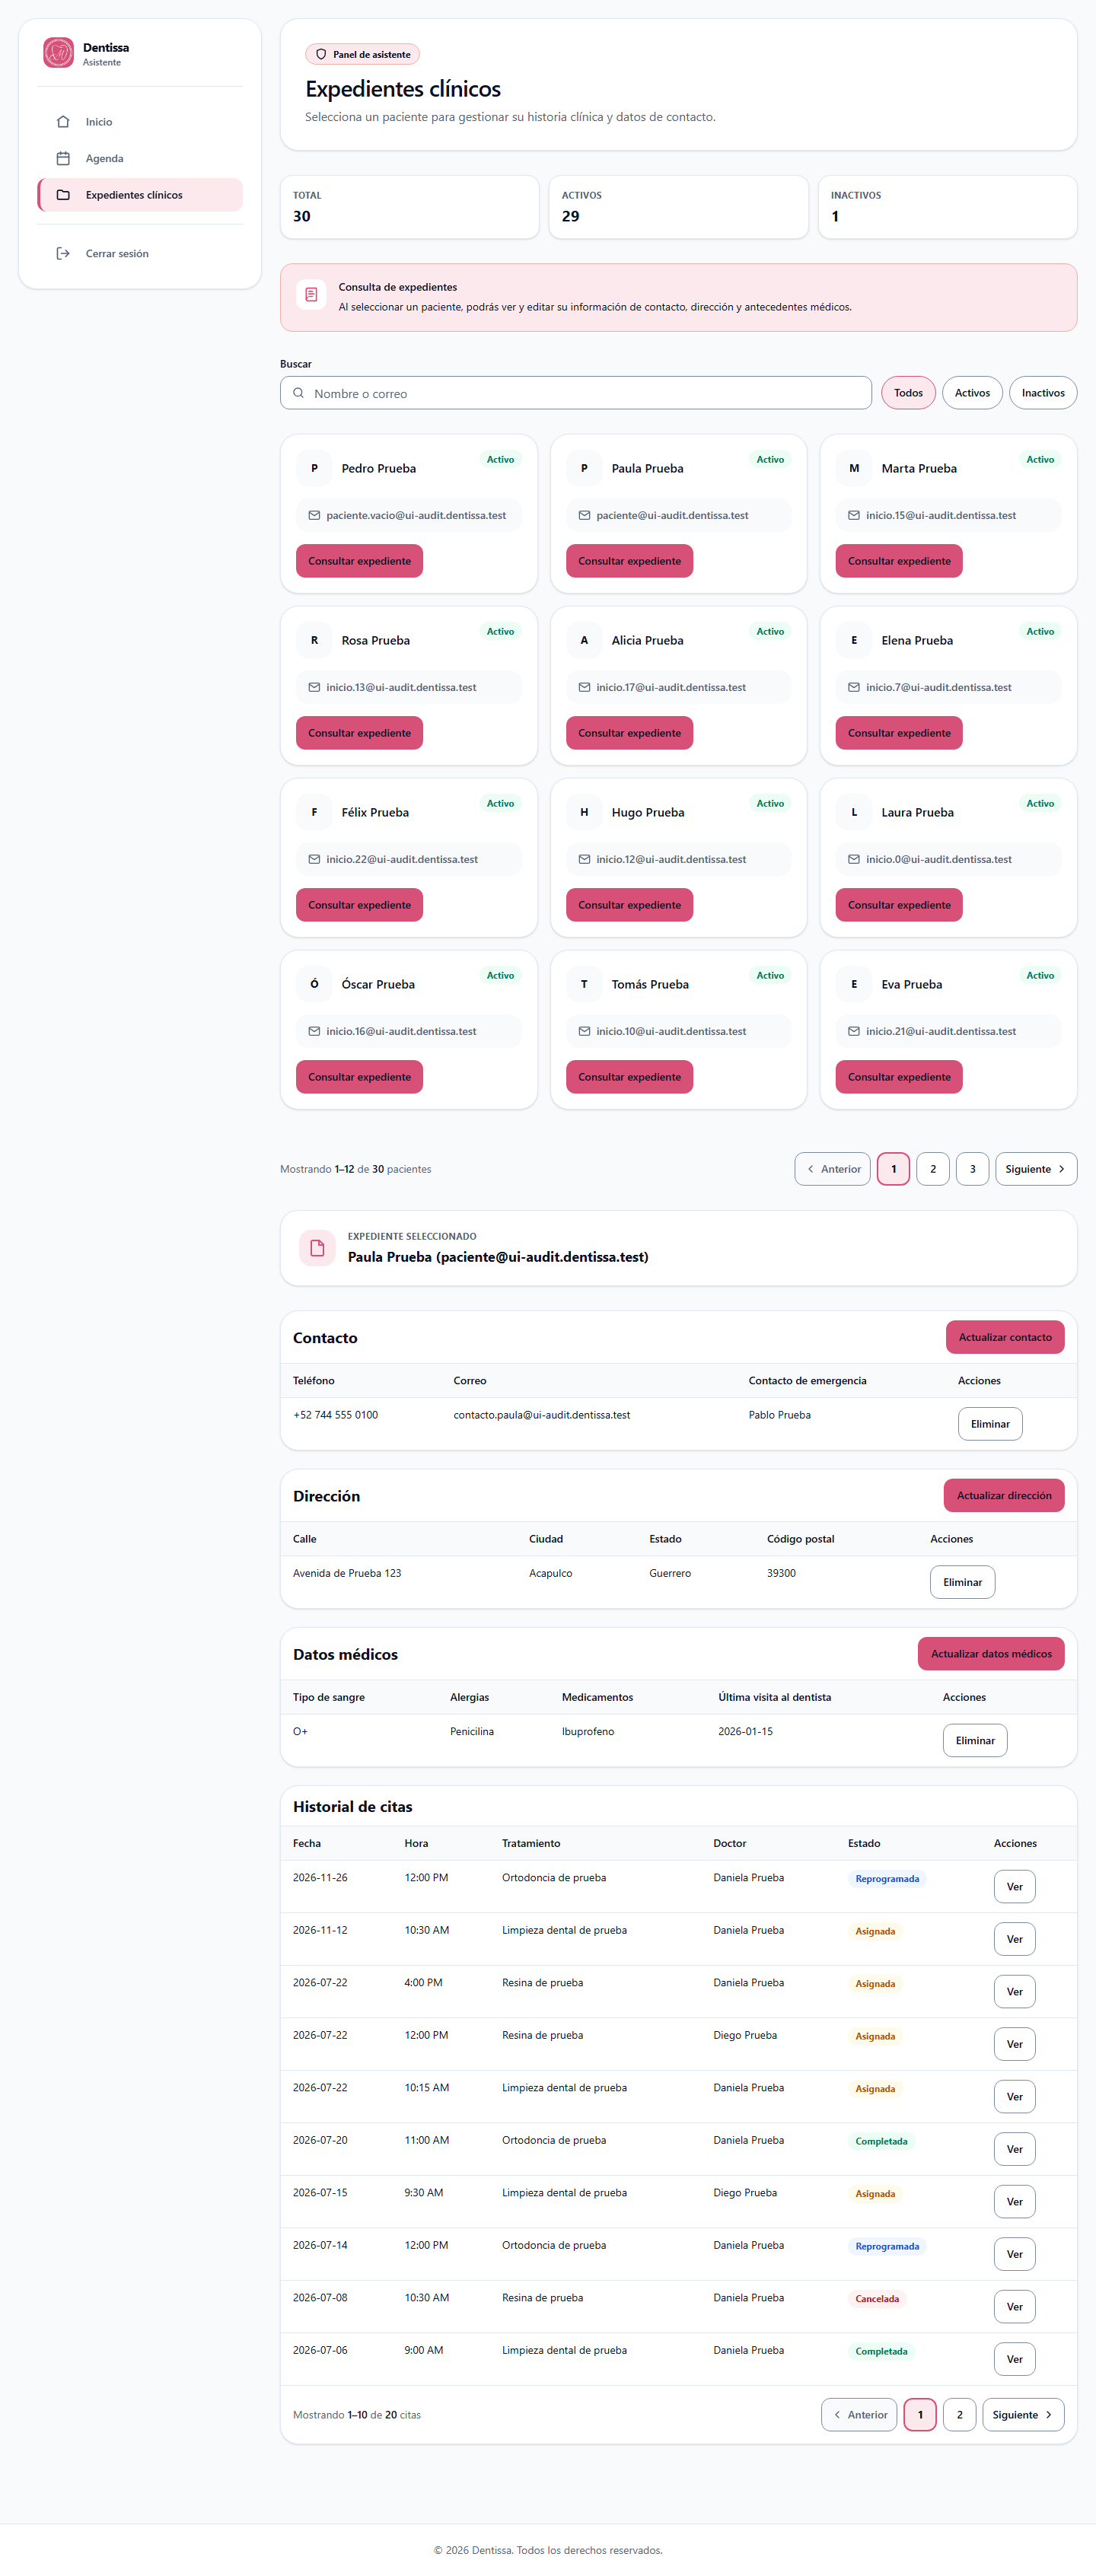 Dentissa
Asistente
Inicio
Agenda
Expedientes clínicos
Cerrar sesión
Panel de asistente
Expedientes clínicos
Selecciona un paciente para gestionar su historia clínica y datos de contacto.
TOTAL
30
ACTIVOS
29
INACTIVOS
1
Consulta de expedientes
Al seleccionar un paciente, podrás ver y editar su información de contacto, dirección y antecedentes médicos.
Buscar
Nombre o correo
Todos
Activos
Inactivos
P Pedro Prueba Activo
paciente.vacio@ui-audit.dentissa.test
Consultar expediente
P Paula Prueba Activo
paciente@ui-audit.dentissa.test
Consultar expediente
M Marta Prueba Activo
inicio.15@ui-audit.dentissa.test
Consultar expediente
R Rosa Prueba Activo
inicio.13@ui-audit.dentissa.test
Consultar expediente
A Alicia Prueba Activo
inicio.17@ui-audit.dentissa.test
Consultar expediente
E Elena Prueba Activo
inicio.7@ui-audit.dentissa.test
Consultar expediente
F Félix Prueba Activo
inicio.22@ui-audit.dentissa.test
Consultar expediente
H Hugo Prueba Activo
inicio.12@ui-audit.dentissa.test
Consultar expediente
L Laura Prueba Activo
inicio.0@ui-audit.dentissa.test
Consultar expediente
Ó Óscar Prueba Activo
inicio.16@ui-audit.dentissa.test
Consultar expediente
T Tomás Prueba Activo
inicio.10@ui-audit.dentissa.test
Consultar expediente
E Eva Prueba Activo
inicio.21@ui-audit.dentissa.test
Consultar expediente
Mostrando 1–12 de 30 pacientes
Anterior 1 2 3 Siguiente
EXPEDIENTE SELECCIONADO
Paula Prueba (paciente@ui-audit.dentissa.test)
Contacto
Actualizar contacto
Teléfono Correo Contacto de emergencia Acciones
+52 744 555 0100 contacto.paula@ui-audit.dentissa.test Pablo Prueba Eliminar
Dirección
Actualizar dirección
Calle Ciudad Estado Código postal Acciones
Avenida de Prueba 123 Acapulco Guerrero 39300 Eliminar
Datos médicos
Actualizar datos médicos
Tipo de sangre Alergias Medicamentos Última visita al dentista Acciones
O+ Penicilina Ibuprofeno 2026-01-15 Eliminar
Historial de citas
Fecha Hora Tratamiento Doctor Estado Acciones
2026-11-26 12:00 PM Ortodoncia de prueba Daniela Prueba Reprogramada Ver
2026-11-12 10:30 AM Limpieza dental de prueba Daniela Prueba Asignada Ver
2026-07-22 4:00 PM Resina de prueba Daniela Prueba Asignada Ver
2026-07-22 12:00 PM Resina de prueba Diego Prueba Asignada Ver
2026-07-22 10:15 AM Limpieza dental de prueba Daniela Prueba Asignada Ver
2026-07-20 11:00 AM Ortodoncia de prueba Daniela Prueba Completada Ver
2026-07-15 9:30 AM Limpieza dental de prueba Diego Prueba Asignada Ver
2026-07-14 12:00 PM Ortodoncia de prueba Daniela Prueba Reprogramada Ver
2026-07-08 10:30 AM Resina de prueba Daniela Prueba Cancelada Ver
2026-07-06 9:00 AM Limpieza dental de prueba Daniela Prueba Completada Ver
Mostrando 1–10 de 20 citas
Anterior 1 2 Siguiente
© 2026 Dentissa. Todos los derechos reservados.